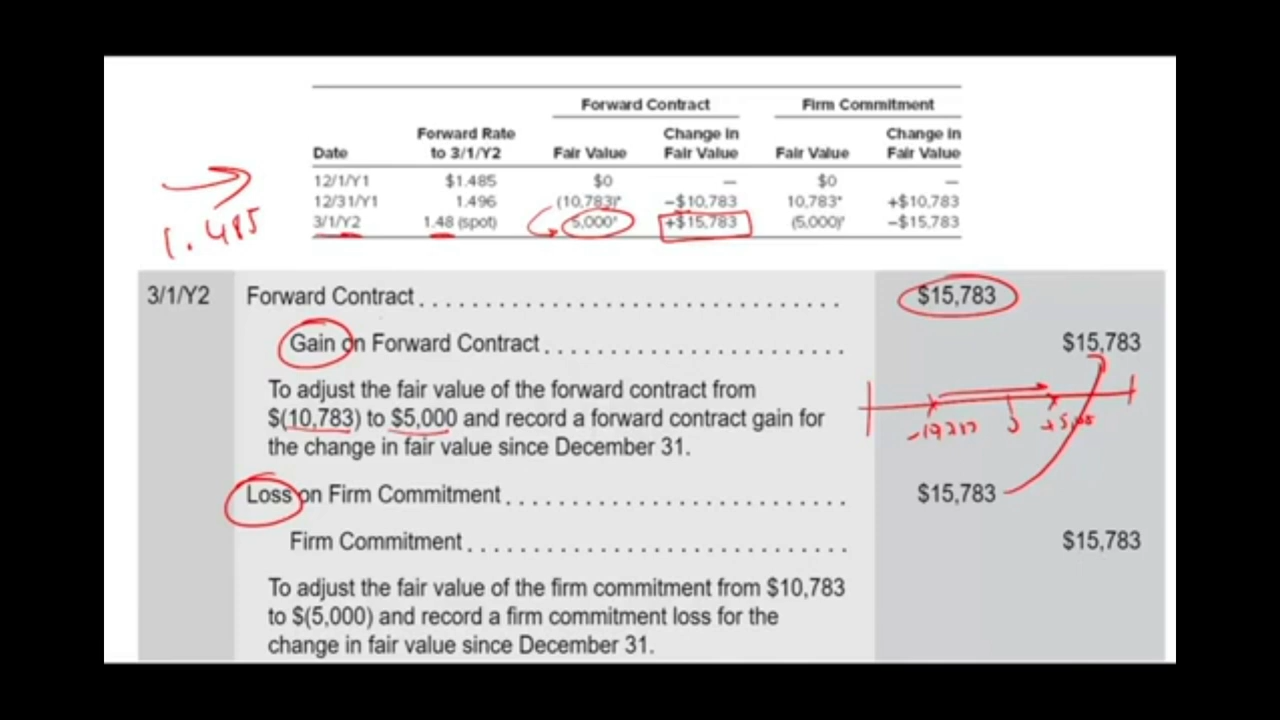 Forward Contract Firm Commitment
Forward Rate Change in Change in
Date to 3/1/Y2 Fair Value Fair Value Fair Value Fair Value
12/1/Y1 $1.485 $0 — $0 —
12/31/Y1 1.496 (10,783)* −$10,783 10,783* +$10,783
3/1/Y2 1.48 (spot) 5,000† +$15,783 (5,000)† −$15,783
1.485
3/1/Y2 Forward Contract . . . . . . . . . . . . . . . . . . . . . . . . . . . . . . . . . . $15,783
Gain on Forward Contract . . . . . . . . . . . . . . . . . . . . . . . . $15,783
To adjust the fair value of the forward contract from
$(10,783) to $5,000 and record a forward contract gain for
the change in fair value since December 31.
Loss on Firm Commitment . . . . . . . . . . . . . . . . . . . . . . . . . . . $15,783
Firm Commitment . . . . . . . . . . . . . . . . . . . . . . . . . . . . . . $15,783
To adjust the fair value of the firm commitment from $10,783
to $(5,000) and record a firm commitment loss for the
change in fair value since December 31.